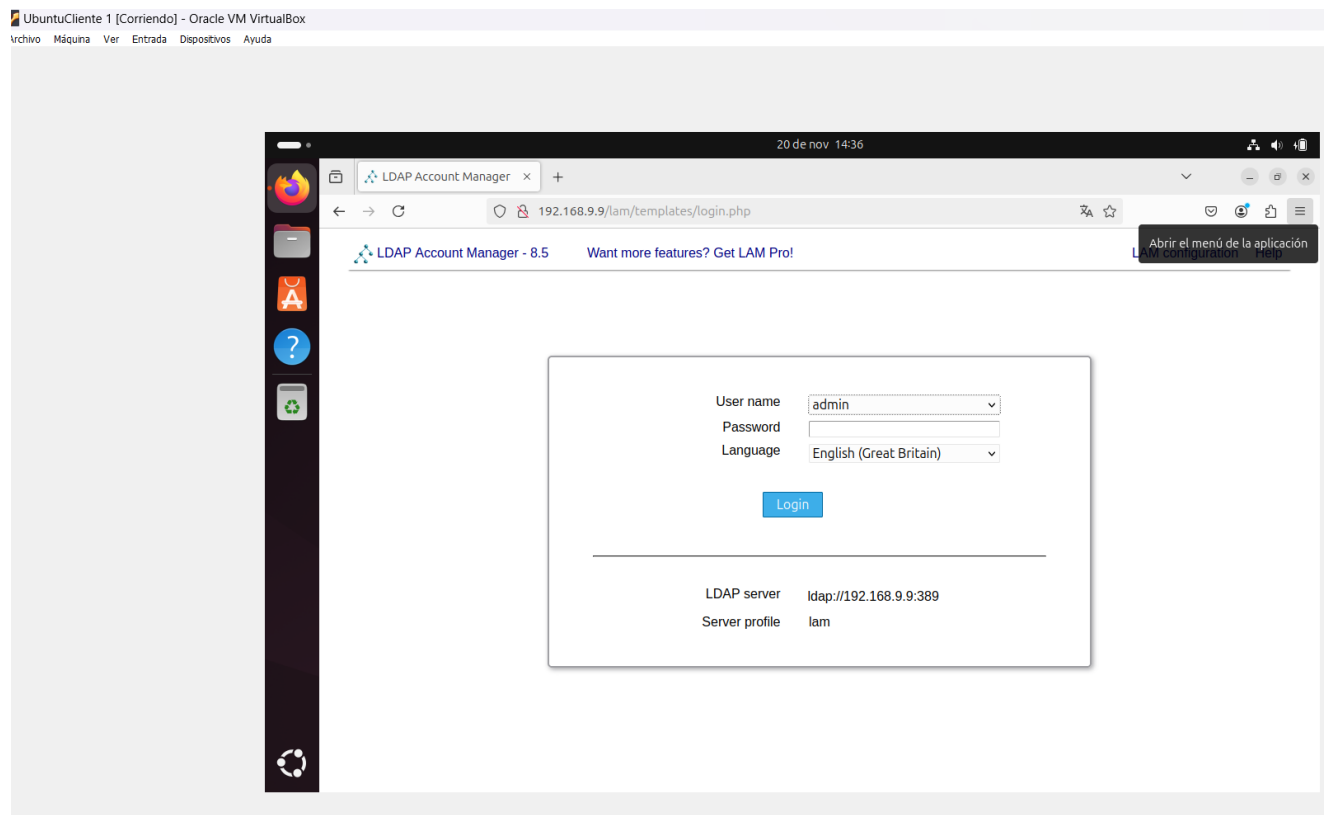 UbuntuCliente 1 [Corriendo] - Oracle VM VirtualBox
Archivo Máquina Ver Entrada Dispositivos Ayuda
20 de nov 14:36
LDAP Account Manager
192.168.9.9/lam/templates/login.php
Abrir el menú de la aplicación
LDAP Account Manager - 8.5 Want more features? Get LAM Pro! LAM configuration Help
User name admin
Password
Language English (Great Britain)
Login
LDAP server ldap://192.168.9.9:389
Server profile lam